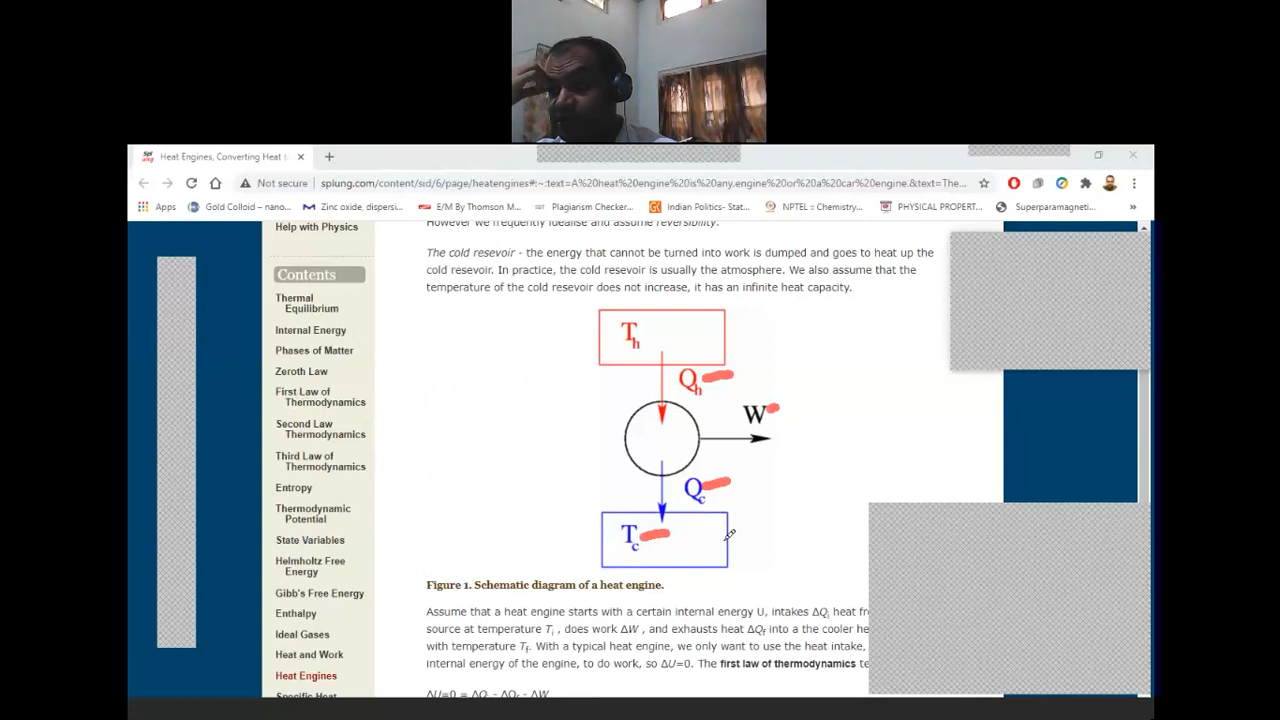 Heat Engines, Converting Heat
Not secure
splung.com/content/sid/6/page/heatengines#:~:text=A%20heat%20engine%20is%20any.engine%20or%20a%20car%20engine.&text=The...
Apps
Gold Colloid – nano...
Zinc oxide, dispersi...
E/M By Thomson M...
Plagiarism Checker...
Indian Politics- Stat...
NPTEL :: Chemistry...
PHYSICAL PROPERT...
Superparamagneti...
»
Help with Physics
Contents
Thermal
Equilibrium
Internal Energy
Phases of Matter
Zeroth Law
First Law of
Thermodynamics
Second Law
Thermodynamics
Third Law of
Thermodynamics
Entropy
Thermodynamic
Potential
State Variables
Helmholtz Free
Energy
Gibb's Free Energy
Enthalpy
Ideal Gases
Heat and Work
Heat Engines
Specific Heat
However we frequently idealise and assume reversibility.
The cold resevoir - the energy that cannot be turned into work is dumped and goes to heat up the
cold resevoir. In practice, the cold resevoir is usually the atmosphere. We also assume that the
temperature of the cold resevoir does not increase, it has an infinite heat capacity.
Th
Qh
W
Qc
Tc
Figure 1. Schematic diagram of a heat engine.
Assume that a heat engine starts with a certain internal energy U, intakes ΔQi heat
source at temperature Ti , does work ΔW , and exhausts heat ΔQf into a the cooler
with temperature Tf. With a typical heat engine, we only want to use the heat intake,
internal energy of the engine, to do work, so ΔU=0. The first law of thermodynamics
ΔU=0 = ΔQi - ΔQf - ΔW